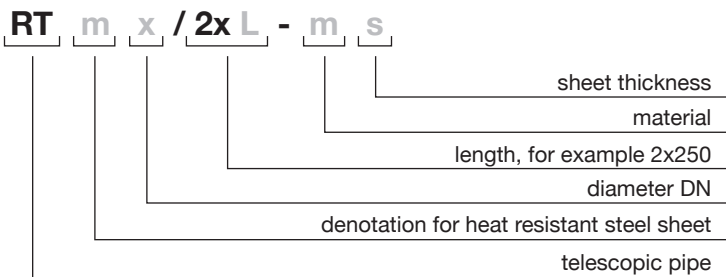 RT m x / 2x L - m s
sheet thickness
material
length, for example 2x250
diameter DN
denotation for heat resistant steel sheet
telescopic pipe